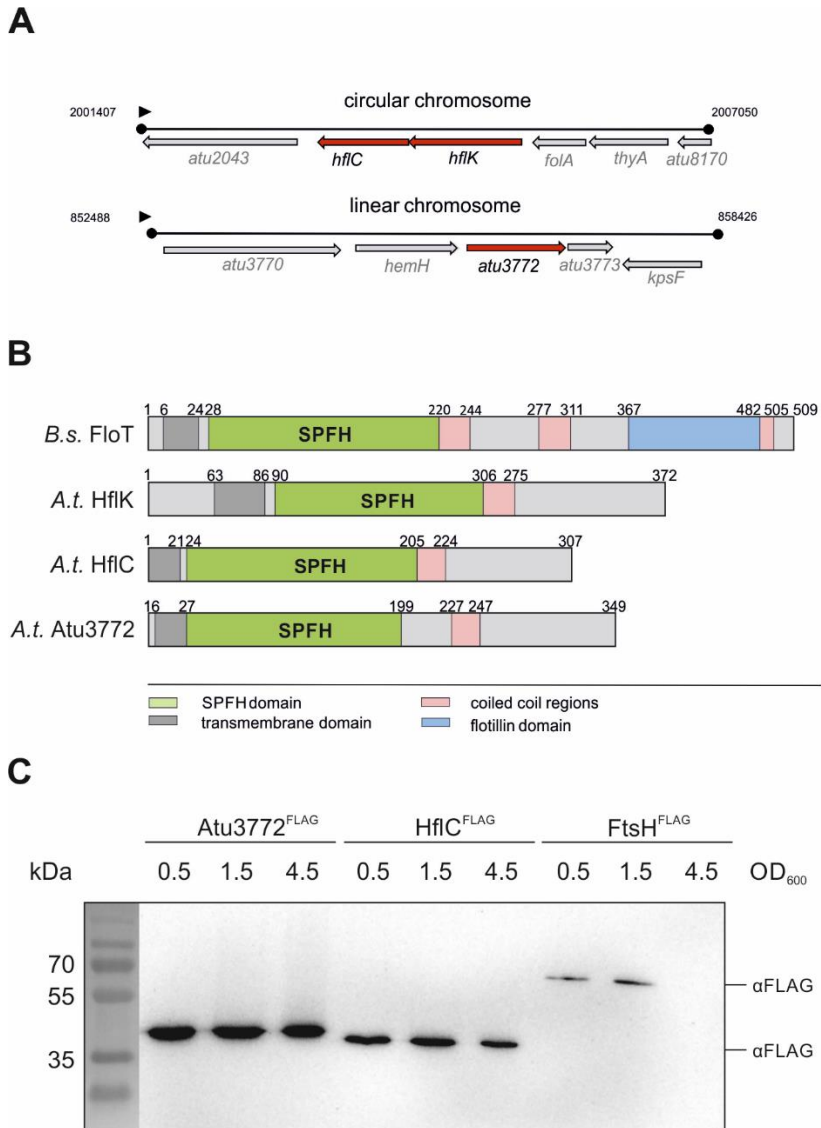 A
circular chromosome
2001407 2007050
atu2043 hflC hflK folA thyA atu8170
linear chromosome
852488 858426
atu3770 hemH atu3772 atu3773 kpsF
B
1 6 24 28 220 244 277 311 367 482 505 509
B.s. FloT SPFH
1 63 86 90 306 275 372
A.t. HflK SPFH
1 21 24 205 224 307
A.t. HflC SPFH
16 27 199 227 247 349
A.t. Atu3772 SPFH
SPFH domain coiled coil regions
transmembrane domain flotillin domain
C
Atu3772FLAG HflCFLAG FtsHFLAG
kDa 0.5 1.5 4.5 0.5 1.5 4.5 0.5 1.5 4.5 OD600
70
αFLAG
55
αFLAG
35